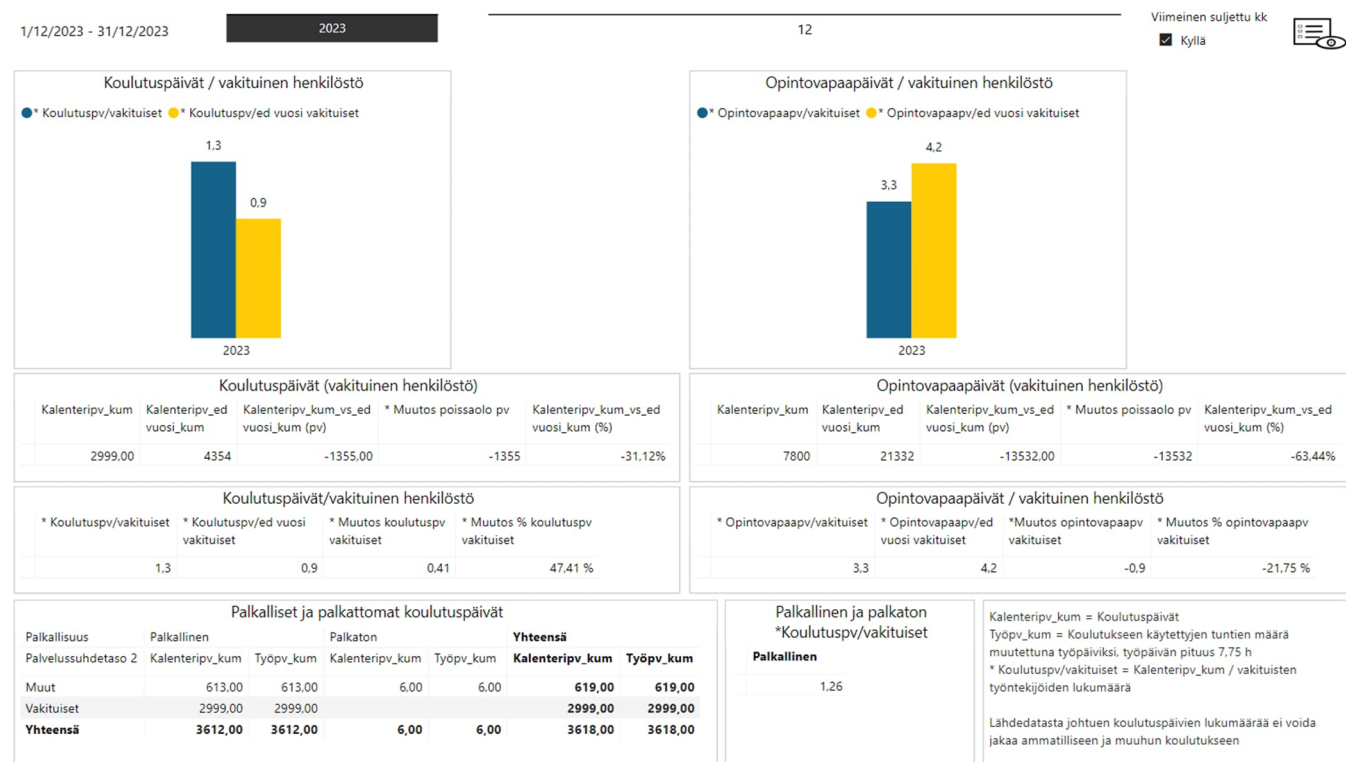 1/12/2023 - 31/12/2023
2023
12
Viimeinen suljettu kk
Kyllä
Koulutuspäivät / vakituinen henkilöstö
* Koulutuspv/vakituiset * Koulutuspv/ed vuosi vakituiset
1,3
0,9
2023
Opintovapaapäivät / vakituinen henkilöstö
* Opintovapaapv/vakituiset * Opintovapaapv/ed vuosi vakituiset
4,2
3,3
2023
Koulutuspäivät (vakituinen henkilöstö)
Kalenteripv_kum Kalenteripv_ed Kalenteripv_kum_vs_ed * Muutos poissaolo pv Kalenteripv_kum_vs_ed
vuosi_kum vuosi_kum (pv) vuosi_kum (%)
2999,00 4354 -1355,00 -1355 -31,12%
Opintovapaapäivät (vakituinen henkilöstö)
Kalenteripv_kum Kalenteripv_ed Kalenteripv_kum_vs_ed * Muutos poissaolo pv Kalenteripv_kum_vs_ed
vuosi_kum vuosi_kum (pv) vuosi_kum (%)
7800 21332 -13532,00 -13532 -63,44%
Koulutuspäivät/vakituinen henkilöstö
* Koulutuspv/vakituiset * Koulutuspv/ed vuosi * Muutos koulutuspv * Muutos % koulutuspv
vakituiset vakituiset vakituiset
1,3 0,9 0,41 47,41 %
Opintovapaapäivät / vakituinen henkilöstö
* Opintovapaapv/vakituiset * Opintovapaapv/ed *Muutos opintovapaapv * Muutos % opintovapaapv
vuosi vakituiset vakituiset vakituiset
3,3 4,2 -0,9 -21,75 %
Palkalliset ja palkattomat koulutuspäivät
Palkallisuus Palkallinen Palkaton Yhteensä
Palvelussuhdetaso 2 Kalenteripv_kum Työpv_kum Kalenteripv_kum Työpv_kum Kalenteripv_kum Työpv_kum
Muut 613,00 613,00 6,00 6,00 619,00 619,00
Vakituiset 2999,00 2999,00 2999,00 2999,00
Yhteensä 3612,00 3612,00 6,00 6,00 3618,00 3618,00
Palkallinen ja palkaton
*Koulutuspv/vakituiset
Palkallinen
1,26
Kalenteripv_kum = Koulutuspäivät
Työpv_kum = Koulutukseen käytettyjen tuntien määrä
muutettuna työpäiviksi, työpäivän pituus 7,75 h
* Koulutuspv/vakituiset = Kalenteripv_kum / vakituisten
työntekijöiden lukumäärä
Lähdedatasta johtuen koulutuspäivien lukumäärää ei voida
jakaa ammatilliseen ja muuhun koulutukseen